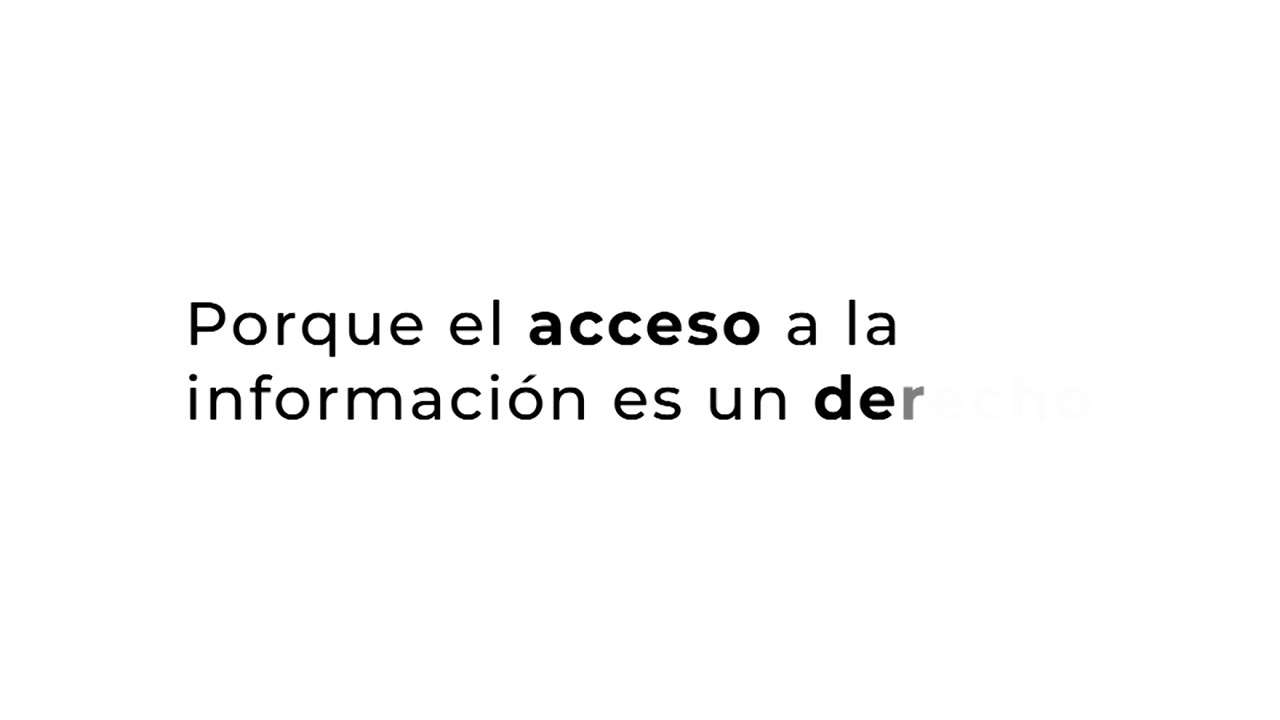 Porque el acceso a la
información es un derecho,